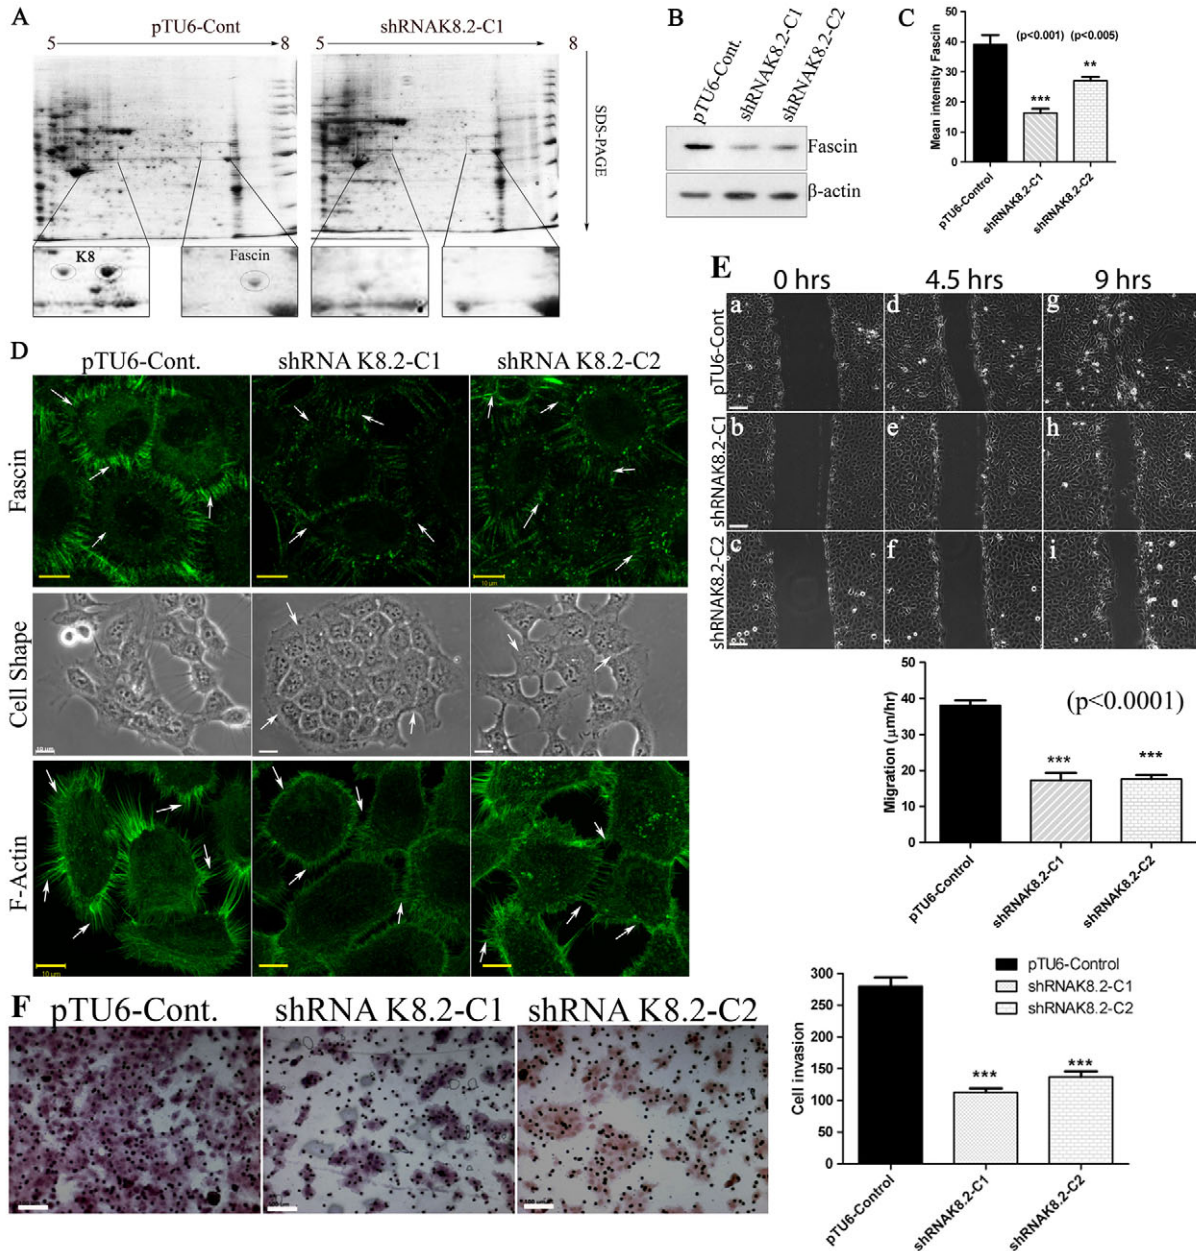 A
pTU6-Cont
shRNAK8.2-C1
5
8
5
8
SDS-PAGE
K8
Fascin
B
pTU6-Cont.
shRNAK8.2-C1
shRNAK8.2-C2
Fascin
β-actin
C
Mean intensity Fascin
50
40
30
20
10
0
(p<0.001)
(p<0.005)
***
**
pTU6-Control
shRNAK8.2-C1
shRNAK8.2-C2
D
pTU6-Cont.
shRNA K8.2-C1
shRNA K8.2-C2
Fascin
10 μm
Cell Shape
10 μm
F-Actin
10 μm
E
0 hrs
4.5 hrs
9 hrs
pTU6-Cont
a
d
g
shRNAK8.2-C1
b
e
h
shRNAK8.2-C2
c
f
i
Migration (μm/hr)
50
40
30
20
10
0
(p<0.0001)
***
***
pTU6-Control
shRNAK8.2-C1
shRNAK8.2-C2
F
pTU6-Cont.
shRNA K8.2-C1
shRNA K8.2-C2
Cell invasion
300
250
200
150
100
50
0
pTU6-Control
shRNAK8.2-C1
shRNAK8.2-C2
***
***
pTU6-Control
shRNAK8.2-C1
shRNAK8.2-C2